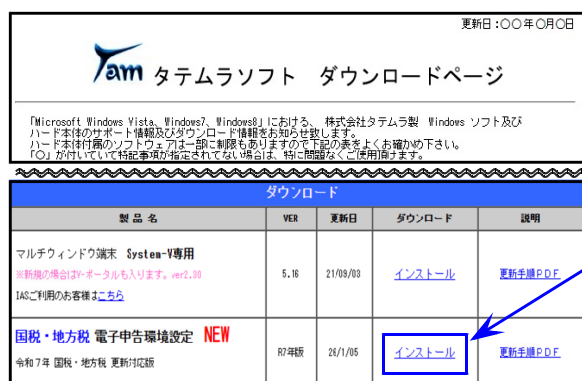 更新日:〇〇年〇月〇日
Tam タテムラソフト ダウンロードページ
「Microsoft Windows Vista、Windows7、Windows8」における、 株式会社タテムラ製 Windows ソフト及び
ハード本体のサポート情報及びダウンロード情報をお知らせ致します。
ハード本体付属のソフトウェアは一部に制限もありますので下記の表をよくお確かめ下さい。
「〇」が付いていて特記事項が指定されてない場合は、特に問題なくご使用頂けます。
ダウンロード
製品名 VER 更新日 ダウンロード 説明
マルチウィンドウ端末 System-V専用
※新規の場合はV-ポータルも入ります。ver2.30
IASご利用のお客様はこちら
5.16 21/09/03 インストール 更新手順PDF
国税・地方税 電子申告環境設定 NEW
令和7年 国税・地方税 更新対応版
R7年版 26/1/05 インストール 更新手順PDF